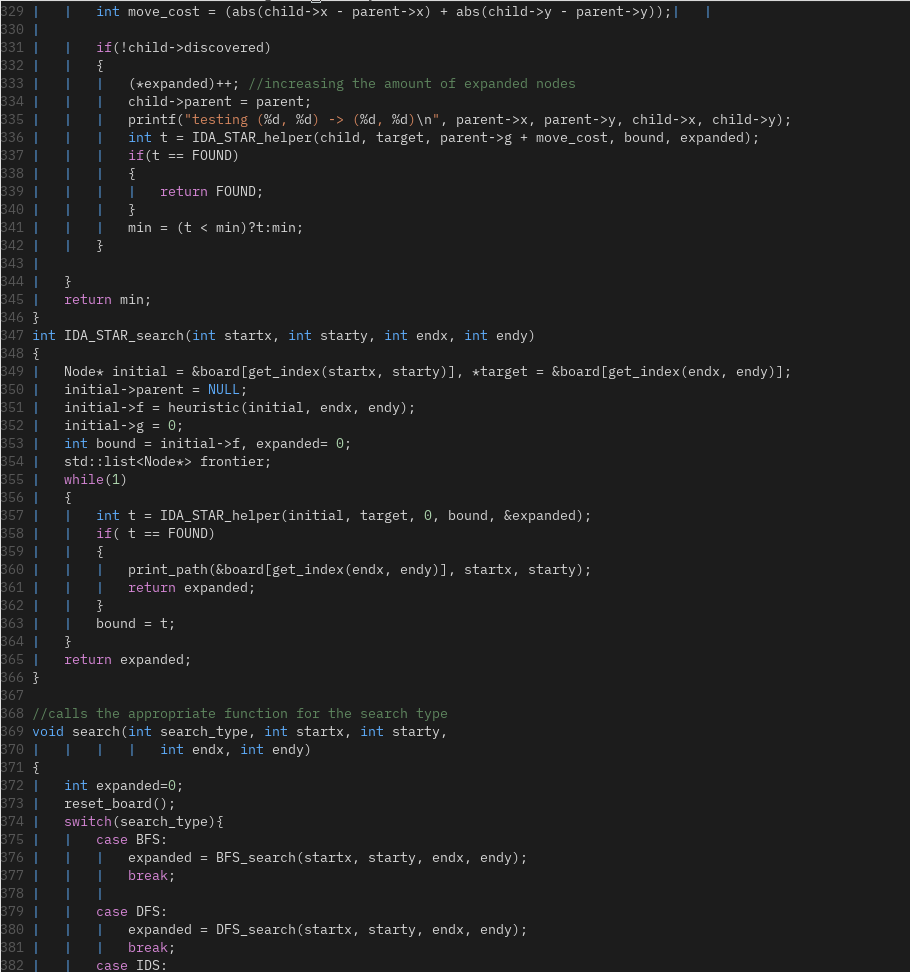 329 | | int move_cost = (abs(child->x - parent->x) + abs(child->y - parent->y));| |
330 |
331 | | if(!child->discovered)
332 | | {
333 | | | (*expanded)++; //increasing the amount of expanded nodes
334 | | | child->parent = parent;
335 | | | printf("testing (%d, %d) -> (%d, %d)\n", parent->x, parent->y, child->x, child->y);
336 | | | int t = IDA_STAR_helper(child, target, parent->g + move_cost, bound, expanded);
337 | | | if(t == FOUND)
338 | | | {
339 | | | | return FOUND;
340 | | | }
341 | | | min = (t < min)?t:min;
342 | | }
343 |
344 | }
345 | return min;
346 }
347 int IDA_STAR_search(int startx, int starty, int endx, int endy)
348 {
349 | Node* initial = &board[get_index(startx, starty)], *target = &board[get_index(endx, endy)];
350 | initial->parent = NULL;
351 | initial->f = heuristic(initial, endx, endy);
352 | initial->g = 0;
353 | int bound = initial->f, expanded= 0;
354 | std::list<Node*> frontier;
355 | while(1)
356 | {
357 | | int t = IDA_STAR_helper(initial, target, 0, bound, &expanded);
358 | | if( t == FOUND)
359 | | {
360 | | | print_path(&board[get_index(endx, endy)], startx, starty);
361 | | | return expanded;
362 | | }
363 | | bound = t;
364 | }
365 | return expanded;
366 }
367
368 //calls the appropriate function for the search type
369 void search(int search_type, int startx, int starty,
370 | | | | int endx, int endy)
371 {
372 | int expanded=0;
373 | reset_board();
374 | switch(search_type){
375 | | case BFS:
376 | | | expanded = BFS_search(startx, starty, endx, endy);
377 | | | break;
378 | | |
379 | | case DFS:
380 | | | expanded = DFS_search(startx, starty, endx, endy);
381 | | | break;
382 | | case IDS: